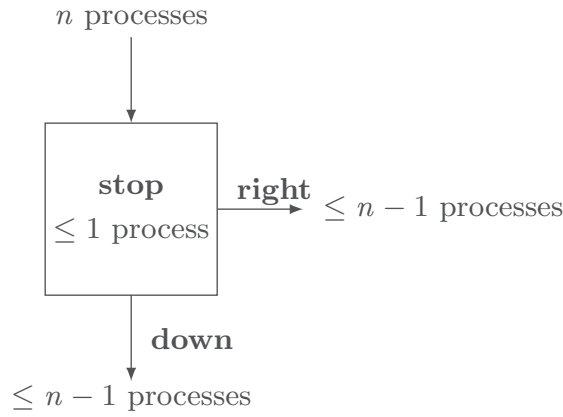 n processes
stop
≤ 1 process
right
≤ n − 1 processes
down
≤ n − 1 processes